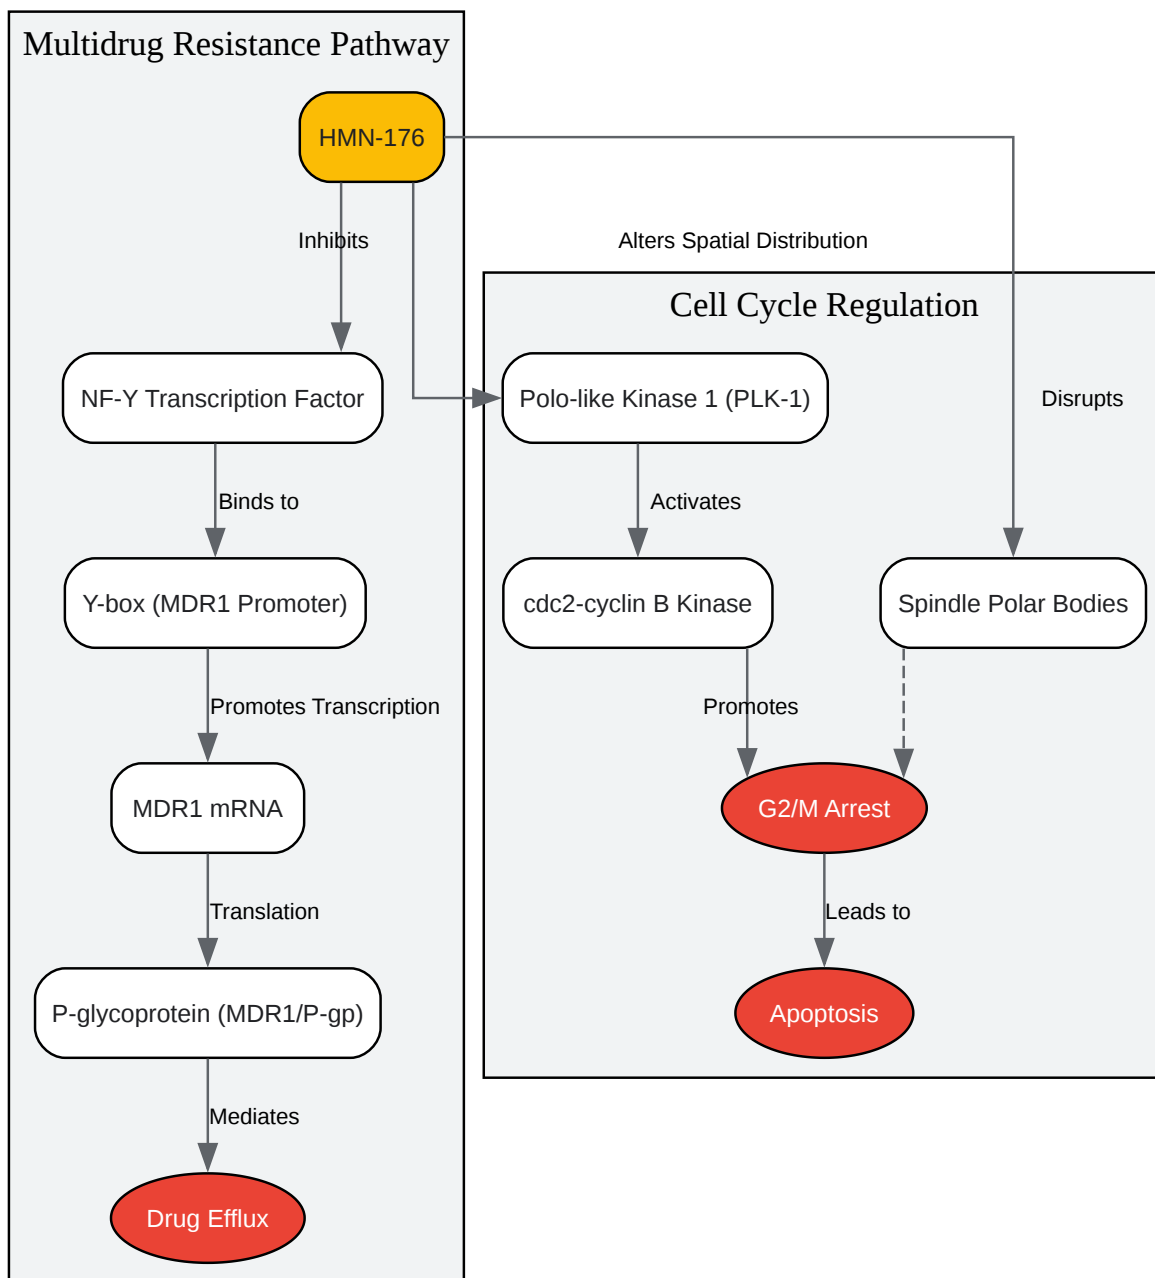 Multidrug Resistance Pathway
HMN-176
Inhibits
Alters Spatial Distribution
Cell Cycle Regulation
NF-Y Transcription Factor
Polo-like Kinase 1 (PLK-1)
Disrupts
Binds to
Activates
Y-box (MDR1 Promoter)
cdc2-cyclin B Kinase
Spindle Polar Bodies
Promotes Transcription
Promotes
MDR1 mRNA
G2/M Arrest
Translation
Leads to
P-glycoprotein (MDR1/P-gp)
Apoptosis
Mediates
Drug Efflux